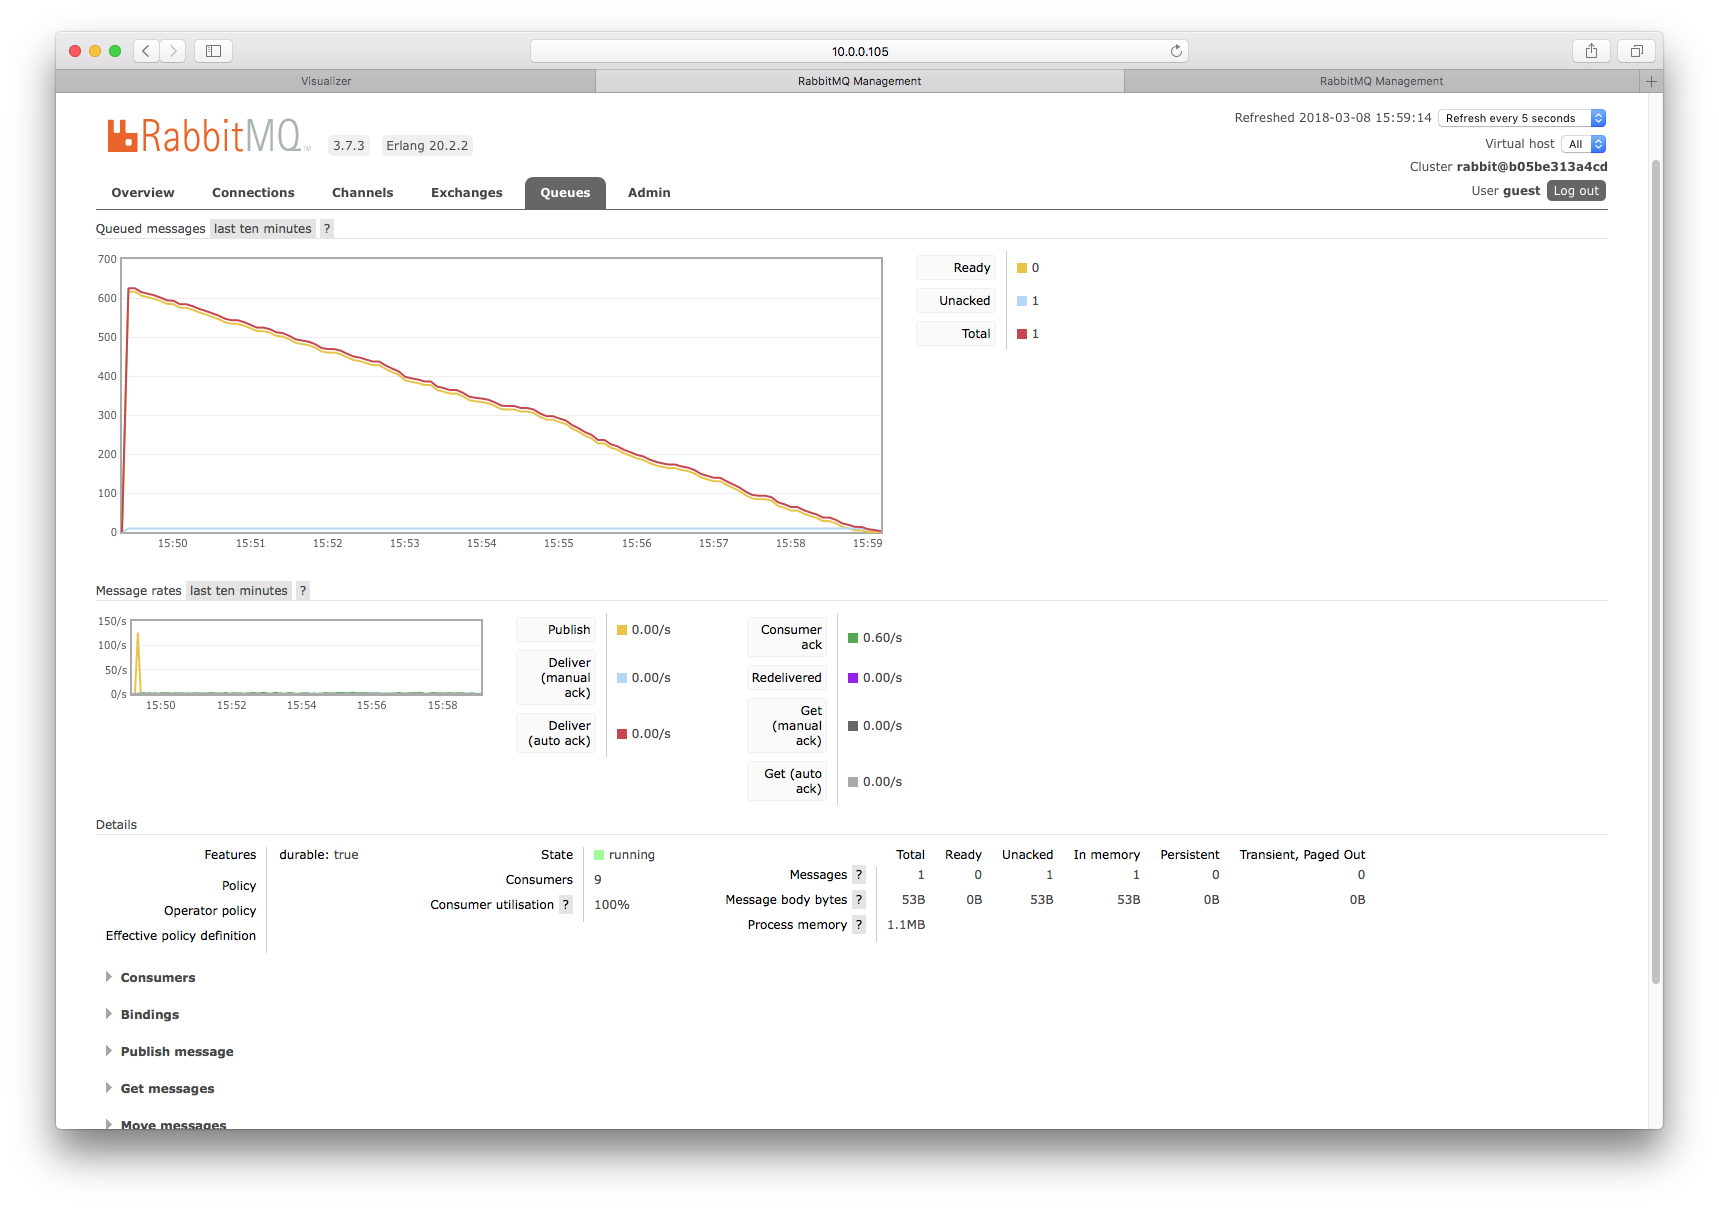 10.0.0.105
Visualizer
RabbitMQ Management
RabbitMQ Management
RabbitMQ™ 3.7.3 Erlang 20.2.2
Refreshed 2018-03-08 15:59:14 Refresh every 5 seconds
Virtual host All
Cluster rabbit@b05be313a4cd
User guest Log out
Overview Connections Channels Exchanges Queues Admin
Queued messages last ten minutes ?
700
600
500
400
300
200
100
0
15:50 15:51 15:52 15:53 15:54 15:55 15:56 15:57 15:58 15:59
Ready 0
Unacked 1
Total 1
Message rates last ten minutes ?
150/s
100/s
50/s
0/s
15:50 15:52 15:54 15:56 15:58
Publish 0.00/s
Deliver
(manual 0.00/s
ack)
Deliver
(auto ack) 0.00/s
Consumer
ack 0.60/s
Redelivered 0.00/s
Get
(manual 0.00/s
ack)
Get (auto
ack) 0.00/s
Details
Features durable: true
Policy
Operator policy
Effective policy definition
State running
Consumers 9
Consumer utilisation ? 100%
Total Ready Unacked In memory Persistent Transient, Paged Out
Messages ? 1 0 1 1 0 0
Message body bytes ? 53B 0B 53B 53B 0B 0B
Process memory ? 1.1MB
Consumers
Bindings
Publish message
Get messages
Move messages